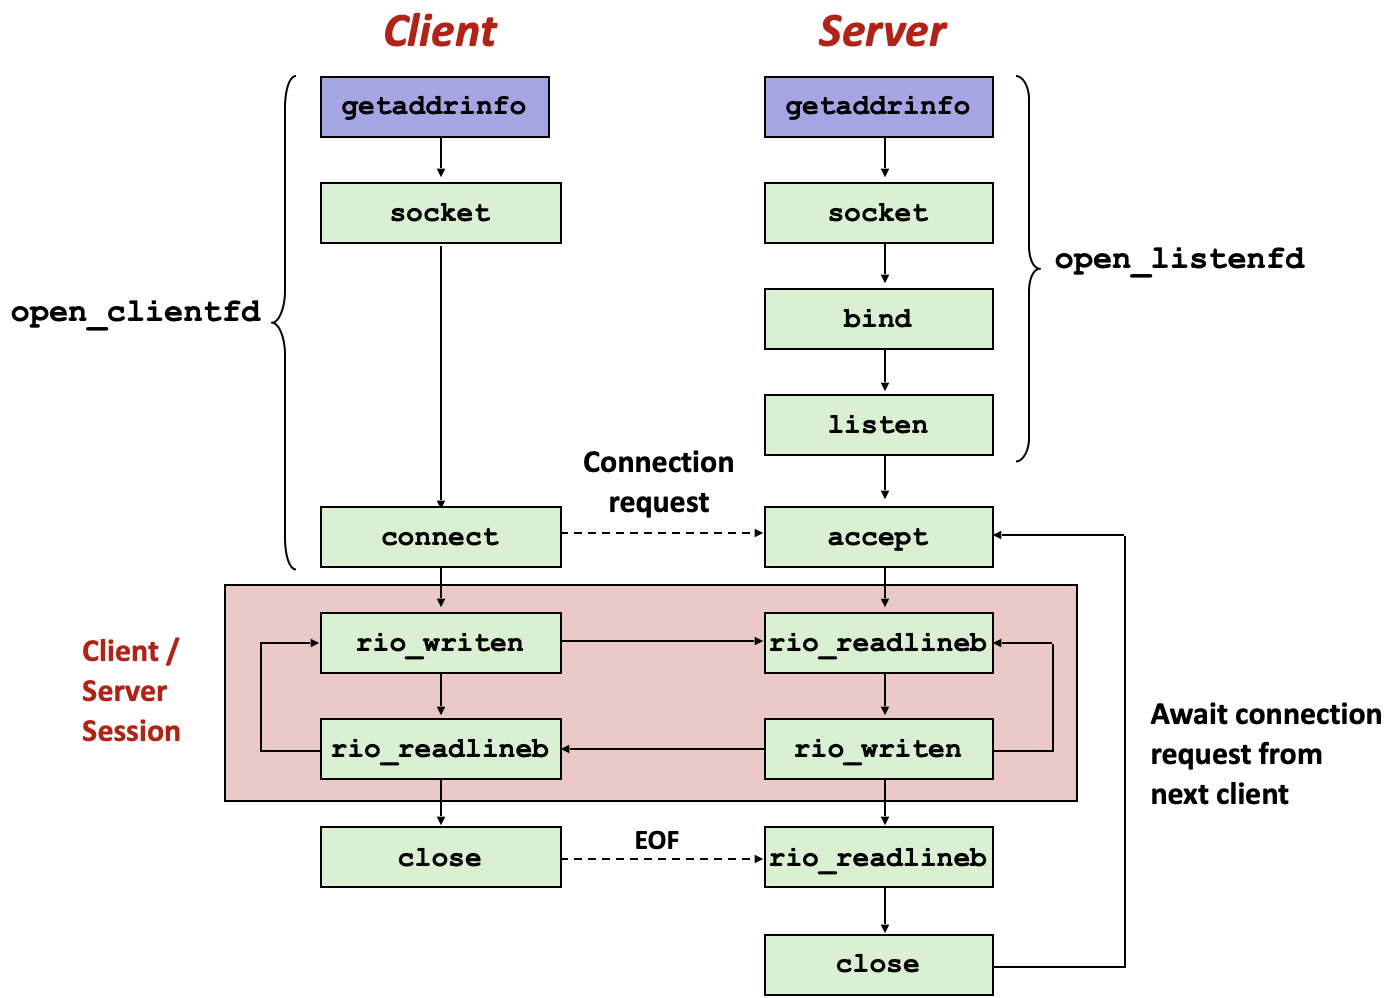 Client
Server
getaddrinfo
getaddrinfo
socket
socket
open_listenfd
open_clientfd
bind
listen
Connection
request
connect
accept
Client /
Server
Session
rio_writen
rio_readlineb
rio_readlineb
rio_writen
Await connection
request from
next client
close
EOF
rio_readlineb
close